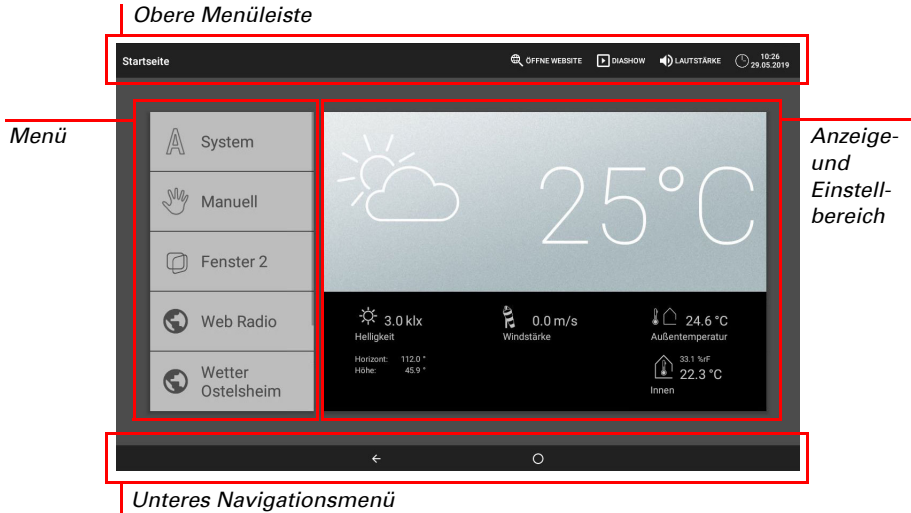 Obere Menüleiste
Startseite
ÖFFNE WEBSITE
DIASHOW
LAUTSTÄRKE
10:26
29.05.2019
Menü
System
Manuell
Fenster 2
Web Radio
Wetter
Ostelsheim
25°C
3.0 klx
Helligkeit
Horizont: 112.0 °
Höhe: 45.9 °
0.0 m/s
Windstärke
24.6 °C
Außentemperatur
33.1 %rF
22.3 °C
Innen
Anzeige-
und
Einstell-
bereich
Unteres Navigationsmenü